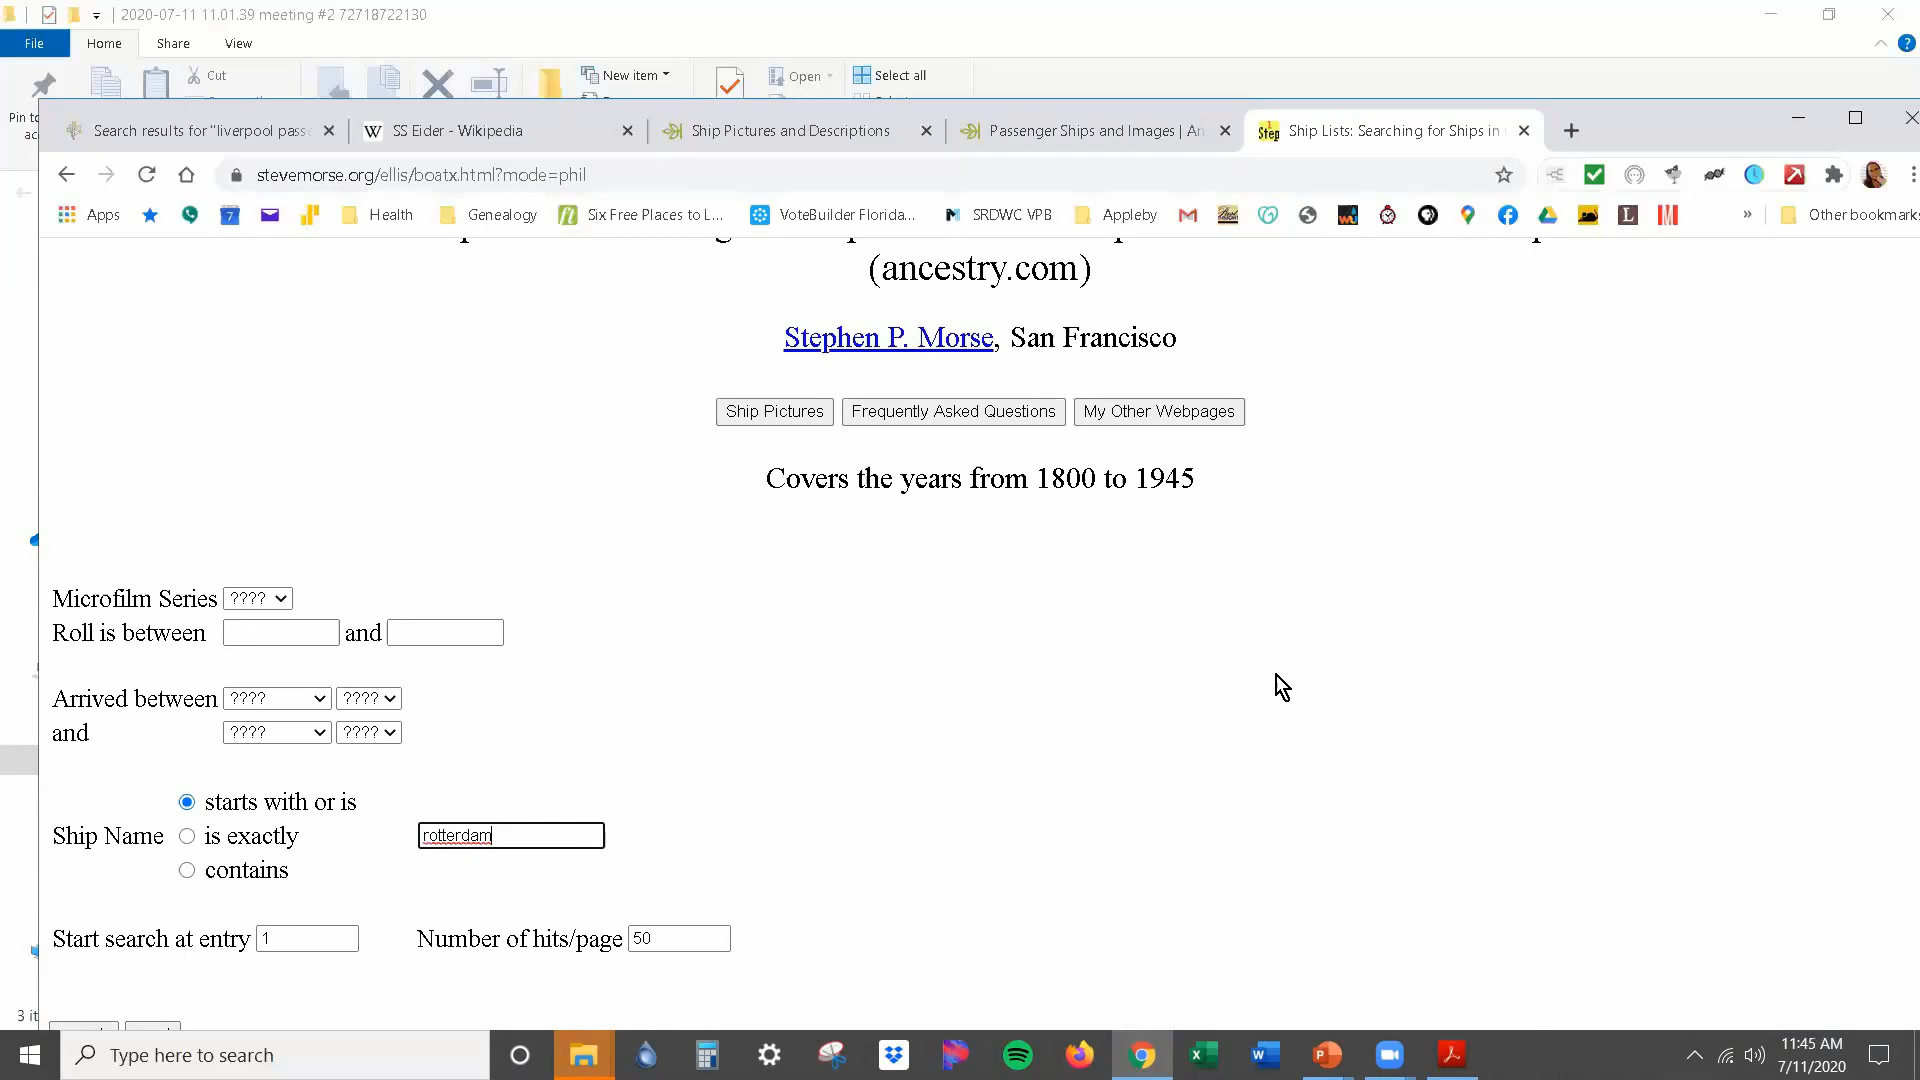 2020-07-11 11.01.39 meeting #2 72718722130
File Home Share View
Cut New item Open Select all
Pin to
Search results for "liverpool passe SS Eider - Wikipedia Ship Pictures and Descriptions Passenger Ships and Images | An Ship Lists: Searching for Ships in
stevemorse.org/ellis/boatx.html?mode=phil
Apps Health Genealogy Six Free Places to L... VoteBuilder Florida... SRDWC VPB Appleby » Other bookmarks
(ancestry.com)
Stephen P. Morse, San Francisco
Ship Pictures Frequently Asked Questions My Other Webpages
Covers the years from 1800 to 1945
Microfilm Series ????
Roll is between and
Arrived between ???? ????
and ???? ????
starts with or is
Ship Name is exactly rotterdam
contains
Start search at entry 1 Number of hits/page 50
3 it
Type here to search
11:45 AM
7/11/2020